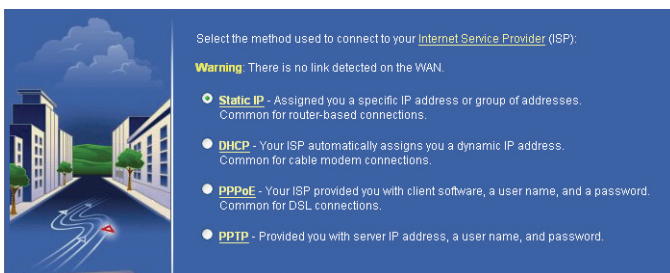 Select the method used to connect to your Internet Service Provider (ISP):
Warning: There is no link detected on the WAN.
Static IP - Assigned you a specific IP address or group of addresses.
Common for router-based connections.
DHCP - Your ISP automatically assigns you a dynamic IP address.
Common for cable modem connections.
PPPoE - Your ISP provided you with client software, a user name, and a password.
Common for DSL connections.
PPTP - Provided you with server IP address, a user name, and password.